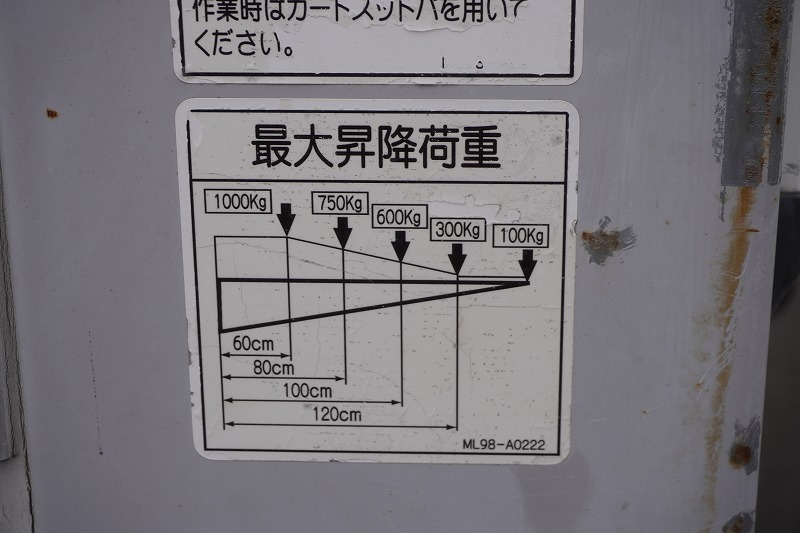 作業時はカートストッパを用いて
ください。
最大昇降荷重
1000Kg
750Kg
600Kg
300Kg
100Kg
60cm
80cm
100cm
120cm
ML98-A0222